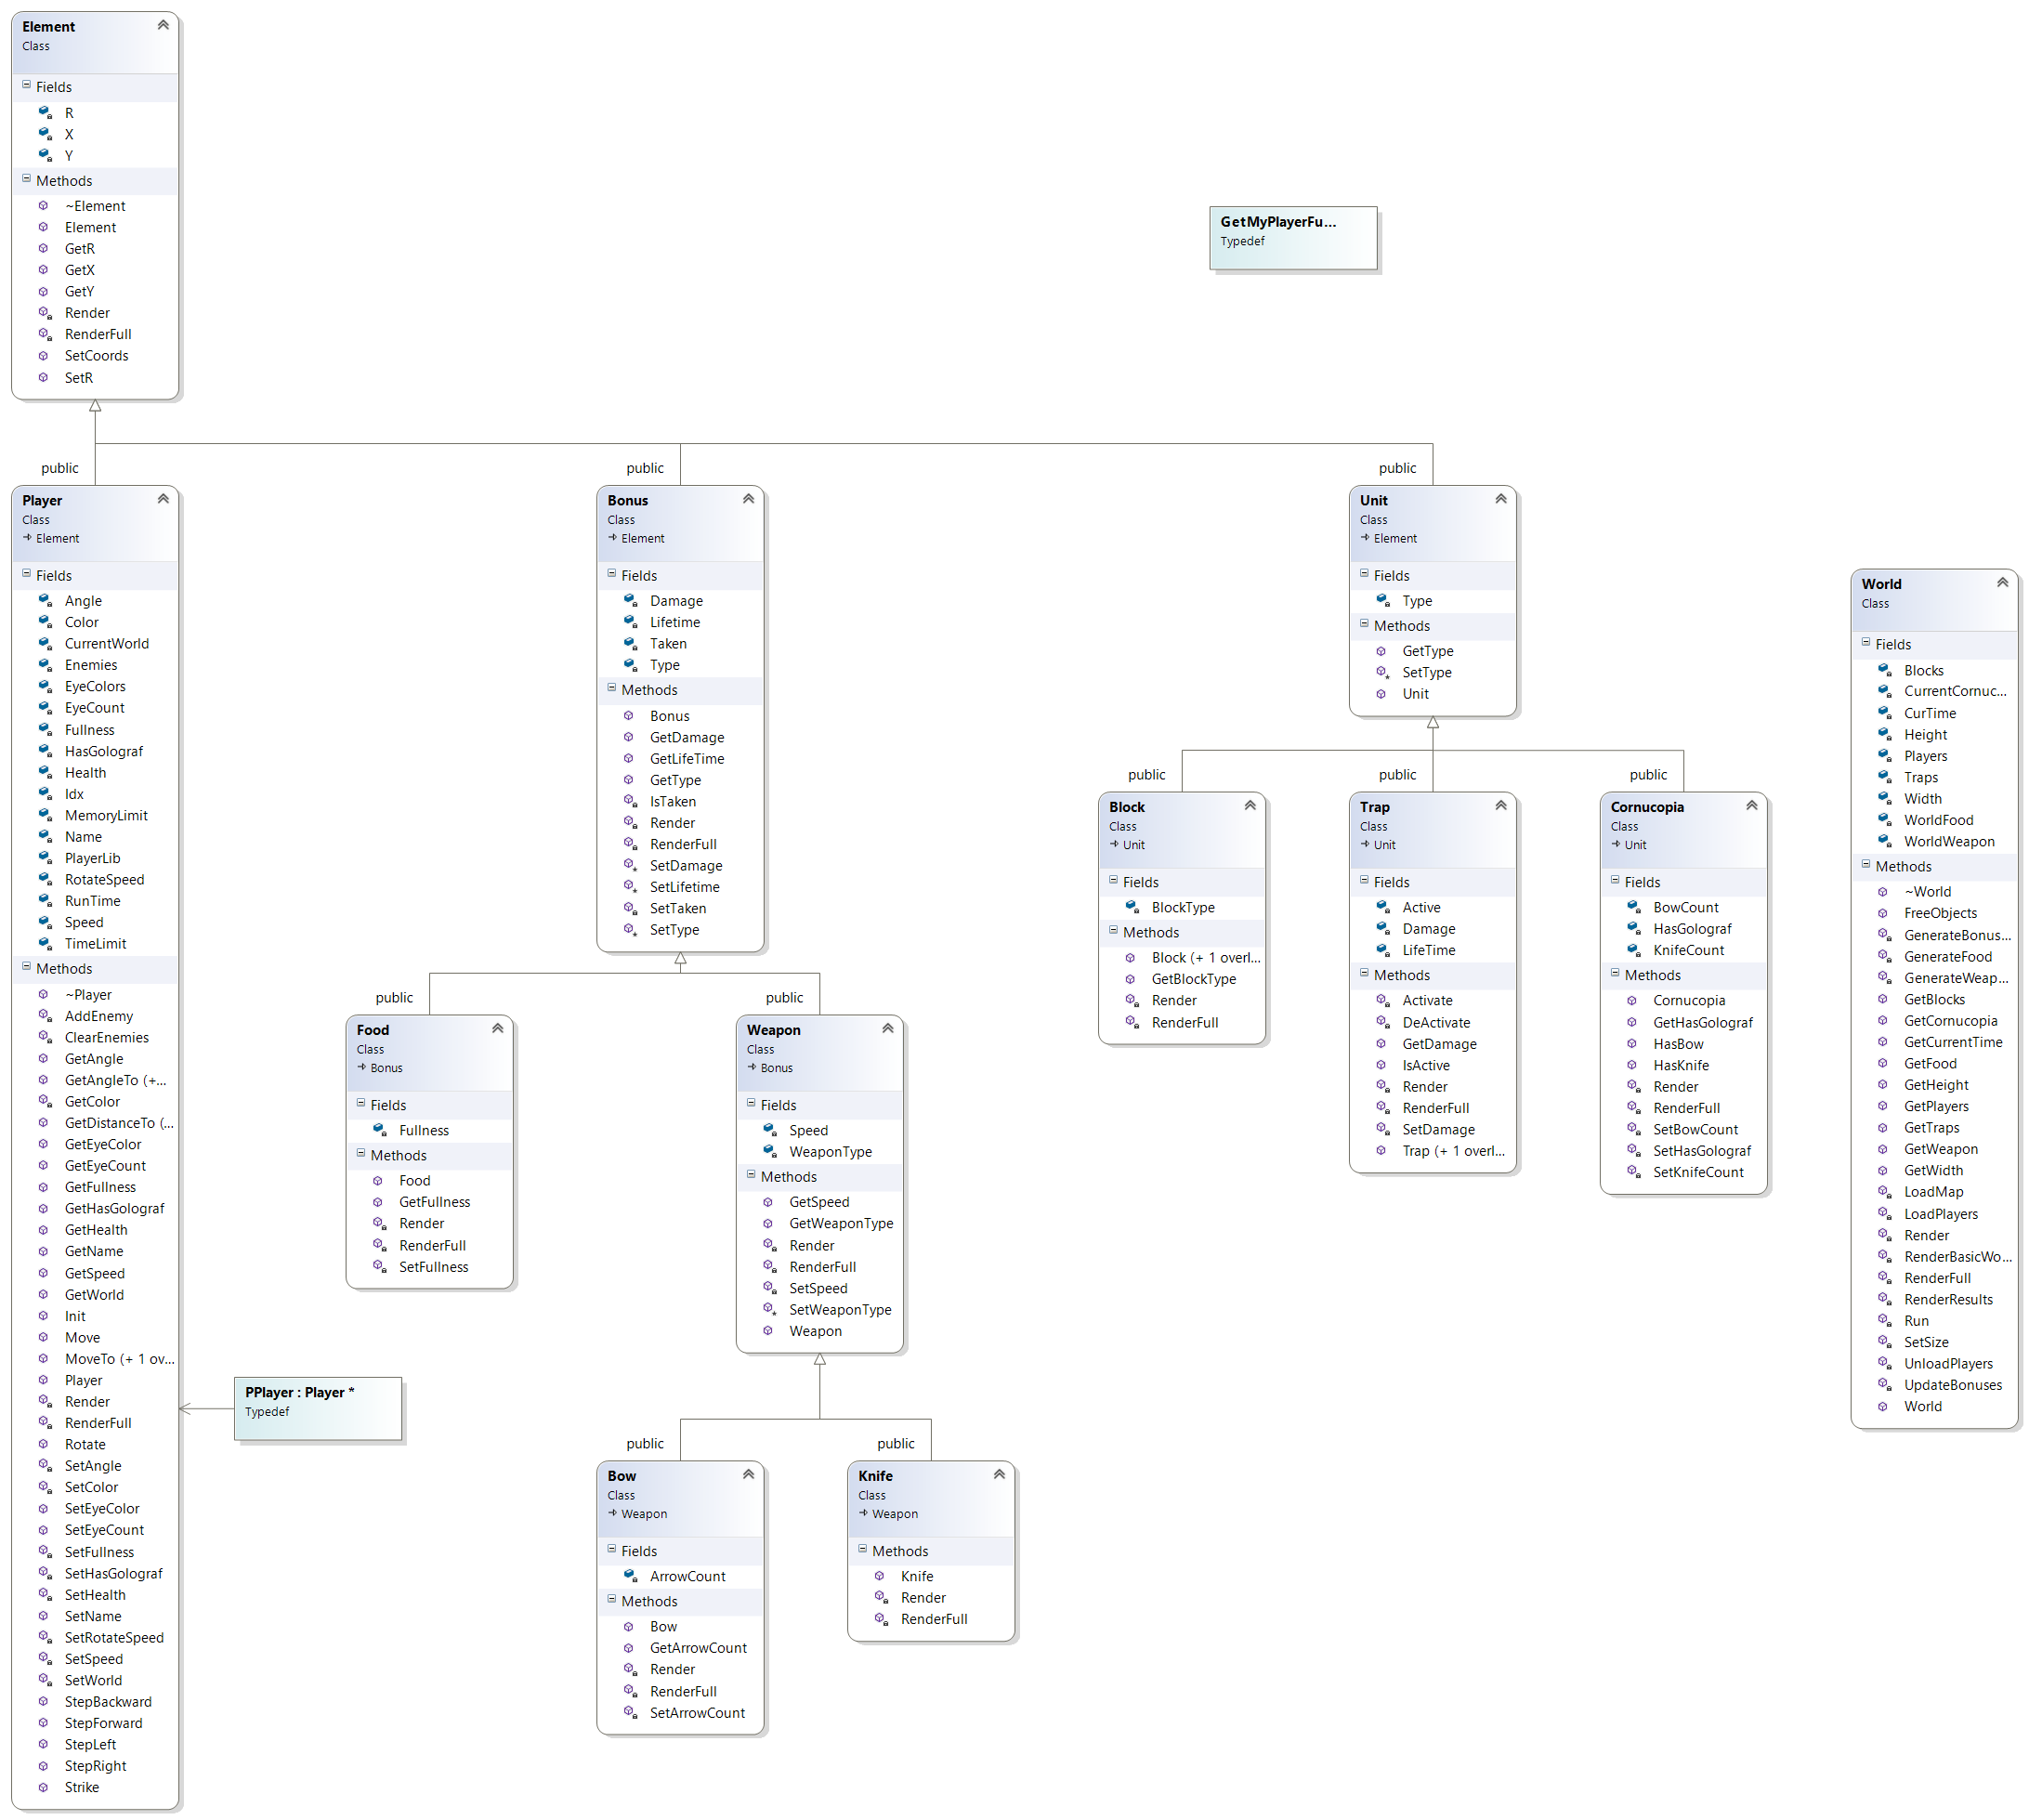 Element
Class
Fields
R
X
Y
Methods
~Element
Element
GetR
GetX
GetY
Render
RenderFull
SetCoords
SetR
GetMyPlayerFu...
Typedef
public
public
public
Player
Class
Element
Fields
Angle
Color
CurrentWorld
Enemies
EyeColors
EyeCount
Fullness
HasGolograf
Health
Idx
MemoryLimit
Name
PlayerLib
RotateSpeed
RunTime
Speed
TimeLimit
Methods
~Player
AddEnemy
ClearEnemies
GetAngle
GetAngleTo (+...
GetColor
GetDistanceTo (...
GetEyeColor
GetEyeCount
GetFullness
GetHasGolograf
GetHealth
GetName
GetSpeed
GetWorld
Init
Move
MoveTo (+ 1 ov...
Player
Render
RenderFull
Rotate
SetAngle
SetColor
SetEyeColor
SetEyeCount
SetFullness
SetHasGolograf
SetHealth
SetName
SetRotateSpeed
SetSpeed
SetWorld
StepBackward
StepForward
StepLeft
StepRight
Strike
PPlayer : Player *
Typedef
Bonus
Class
Element
Fields
Damage
Lifetime
Taken
Type
Methods
Bonus
GetDamage
GetLifeTime
GetType
IsTaken
Render
RenderFull
SetDamage
SetLifetime
SetTaken
SetType
public
public
Food
Class
Bonus
Fields
Fullness
Methods
Food
GetFullness
Render
RenderFull
SetFullness
Weapon
Class
Bonus
Fields
Speed
WeaponType
Methods
GetSpeed
GetWeaponType
Render
RenderFull
SetSpeed
SetWeaponType
Weapon
public
public
Bow
Class
Weapon
Fields
ArrowCount
Methods
Bow
GetArrowCount
Render
RenderFull
SetArrowCount
Knife
Class
Weapon
Methods
Knife
Render
RenderFull
Unit
Class
Element
Fields
Type
Methods
GetType
SetType
Unit
public
public
public
Block
Class
Unit
Fields
BlockType
Methods
Block (+ 1 overl...
GetBlockType
Render
RenderFull
Trap
Class
Unit
Fields
Active
Damage
LifeTime
Methods
Activate
DeActivate
GetDamage
IsActive
Render
RenderFull
SetDamage
Trap (+ 1 overl...
Cornucopia
Class
Unit
Fields
BowCount
HasGolograf
KnifeCount
Methods
Cornucopia
GetHasGolograf
HasBow
HasKnife
Render
RenderFull
SetBowCount
SetHasGolograf
SetKnifeCount
World
Class
Fields
Blocks
CurrentCornuc...
CurTime
Height
Players
Traps
Width
WorldFood
WorldWeapon
Methods
~World
FreeObjects
GenerateBonus...
GenerateFood
GenerateWeap...
GetBlocks
GetCornucopia
GetCurrentTime
GetFood
GetHeight
GetPlayers
GetTraps
GetWeapon
GetWidth
LoadMap
LoadPlayers
Render
RenderBasicWo...
RenderFull
RenderResults
Run
SetSize
UnloadPlayers
UpdateBonuses
World